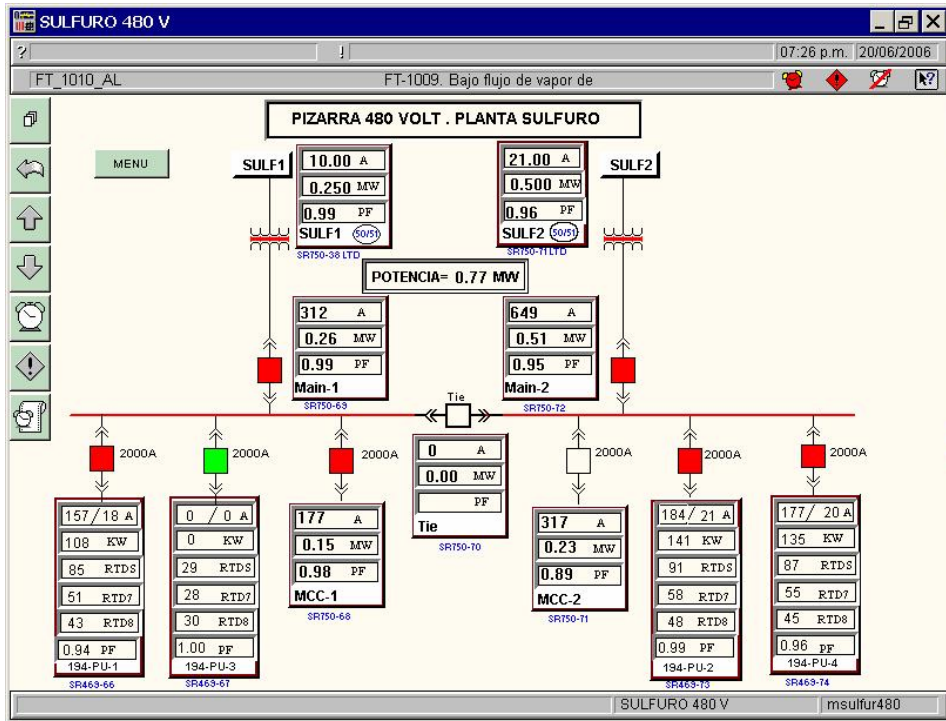 SULFURO 480 V
? ! 07:26 p.m. 20/06/2006
FT_1010_AL FT-1009. Bajo flujo de vapor de
PIZARRA 480 VOLT . PLANTA SULFURO
MENU
SULF1
10.00 A
0.250 MW
0.99 PF
SULF1 50/51
SR750-38 LTD
21.00 A
0.500 MW
0.96 PF
SULF2 50/51
SR750-71LTD
SULF2
POTENCIA= 0.77 MW
312 A
0.26 MW
0.99 PF
Main-1
SR750-69
649 A
0.51 MW
0.95 PF
Main-2
SR750-72
Tie
2000A
2000A
2000A
2000A
2000A
2000A
157/18 A
108 KW
85 RTDS
51 RTD7
43 RTD8
0.94 PF
194-PU-1
SR469-66
0 / 0 A
0 KW
29 RTDS
28 RTD7
30 RTD8
1.00 PF
194-PU-3
SR469-67
177 A
0.15 MW
0.98 PF
MCC-1
SR750-68
0 A
0.00 MW
PF
Tie
SR750-70
317 A
0.23 MW
0.89 PF
MCC-2
SR750-71
184/ 21 A
141 KW
91 RTDS
58 RTD7
48 RTD8
0.99 PF
194-PU-2
SR469-73
177/ 20 A
135 KW
87 RTDS
55 RTD7
45 RTD8
0.96 PF
194-PU-4
SR469-74
SULFURO 480 V msulfur480